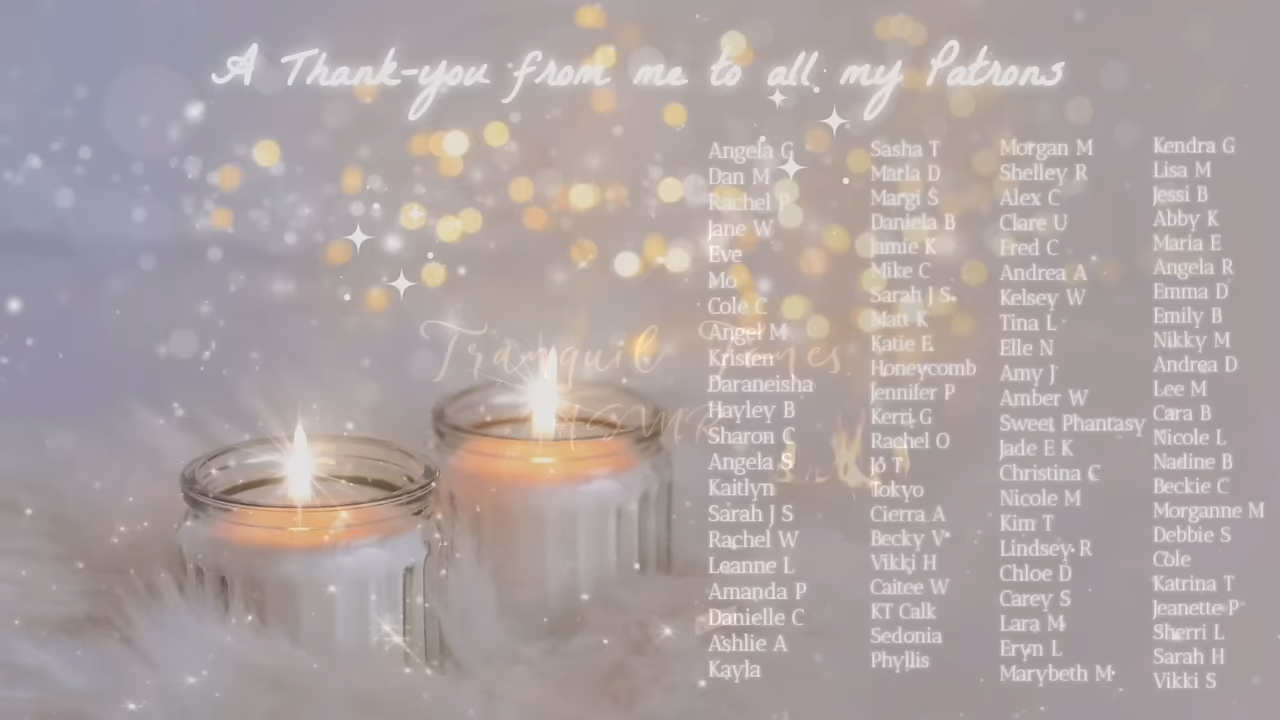 A Thank-you from me to all my Patrons
Angela G
Dan M
Rachel P
Jane W
Eve
Mo
Cole C
Angel M
Kristen
Daraneisha
Hayley B
Sharon C
Angela S
Kaitlyn
Sarah J S
Rachel W
Leanne L
Amanda P
Danielle C
Ashlie A
Kayla
Sasha T
Marla D
Margi S
Daniela B
Jamie K
Mike C
Sarah J S
Matt K
Katie E
Honeycomb
Jennifer P
Kerri G
Rachel O
Jo T
Tokyo
Cierra A
Becky V
Vikki H
Caitee W
KT Calk
Sedonia
Phyllis
Morgan M
Shelley R
Alex C
Clare U
Fred C
Andrea A
Kelsey W
Tina L
Elle N
Amy J
Amber W
Sweet Phantasy
Jade E K
Christina C
Nicole M
Kim T
Lindsey R
Chloe D
Carey S
Lara M
Eryn L
Marybeth M
Kendra G
Lisa M
Jessi B
Abby K
Maria E
Angela R
Emma D
Emily B
Nikky M
Andrea D
Lee M
Cara B
Nicole L
Nadine B
Beckie C
Morganne M
Debbie S
Cole
Katrina T
Jeanette P
Sherri L
Sarah H
Vikki S
Tranquil Times
ASMR